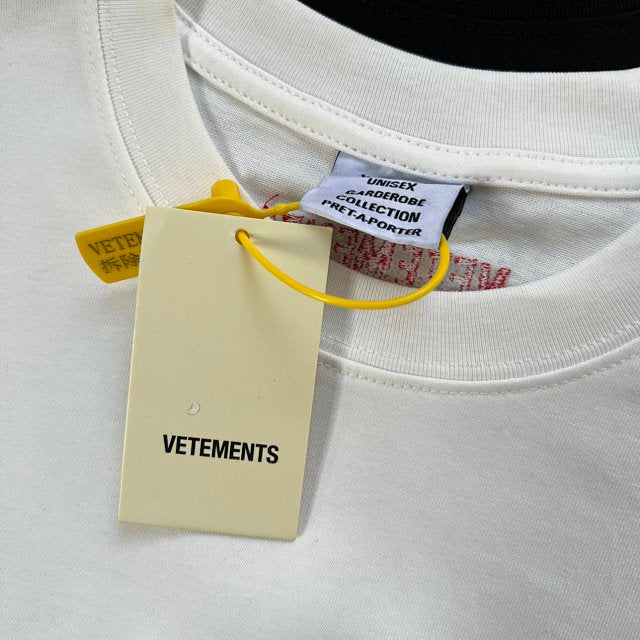 UNISEX
GARDEROBE
COLLECTION
PRET-A-PORTER
VETEM
拆除
VETEMENTS